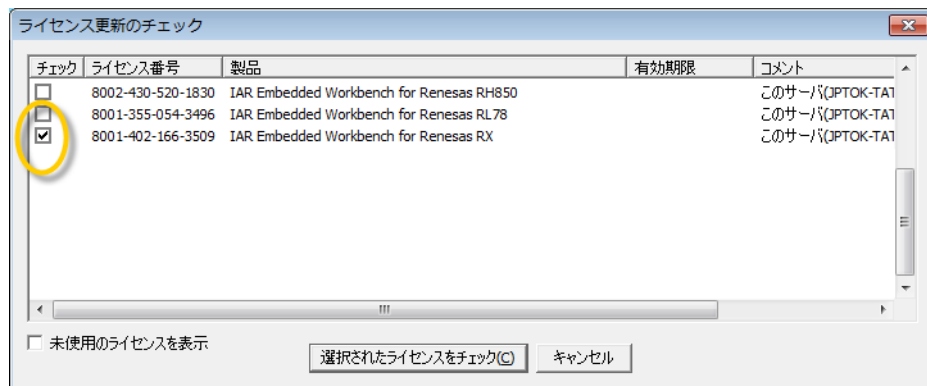 ライセンス更新のチェック
チェック ライセンス番号 製品 有効期限 コメント
8002-430-520-1830 IAR Embedded Workbench for Renesas RH850 このサーバ(JPTOK-TAT
8001-355-054-3496 IAR Embedded Workbench for Renesas RL78 このサーバ(JPTOK-TAT
8001-402-166-3509 IAR Embedded Workbench for Renesas RX このサーバ(JPTOK-TAT
未使用のライセンスを表示
選択されたライセンスをチェック(C) キャンセル